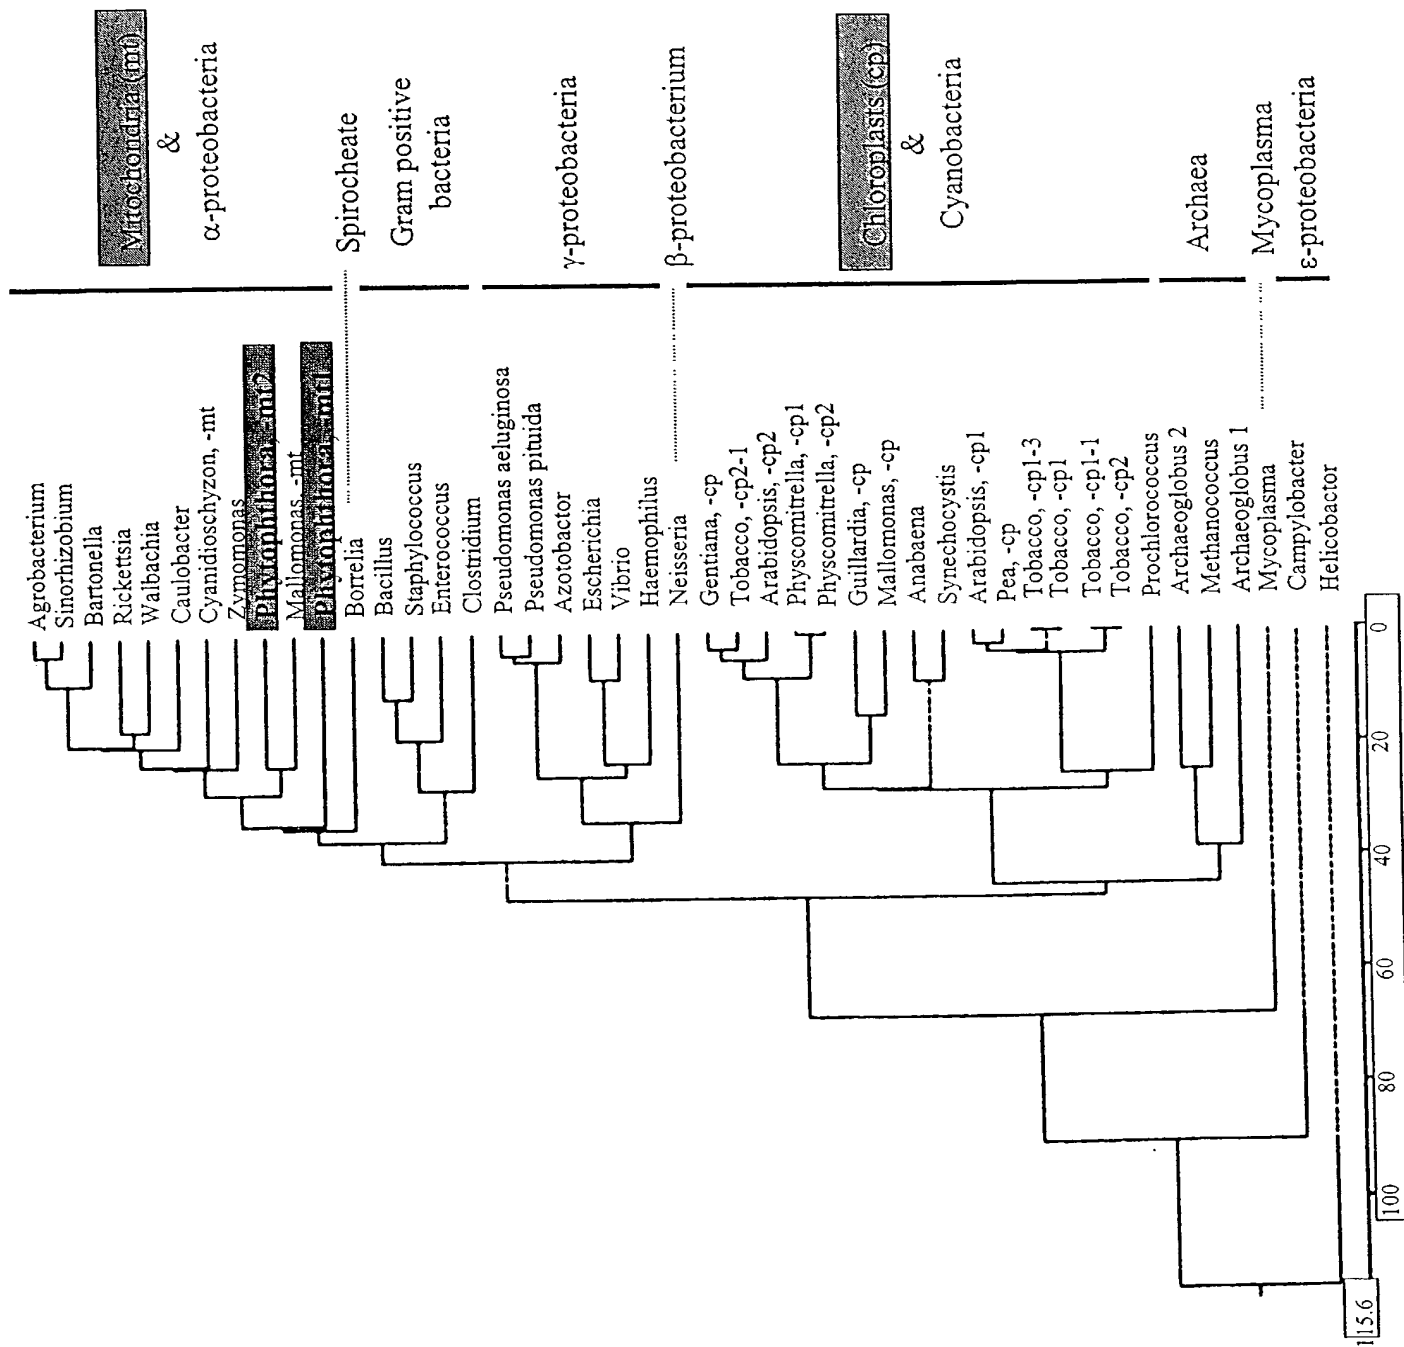 Agrobacterium
Sinorhizobium
Bartonella
Rickettsia
Walbachia
Caulobacter
Cyanidioschyzon, -mt
Zymomonas
Phytophthora, -mt2
Mallomonas, -mt
Phytophthora, -mt1
Borrelia
Bacillus
Staphylococcus
Enterococcus
Clostridium
Pseudomonas aeluginosa
Pseudomonas pituida
Azotobactor
Escherichia
Vibrio
Haemophilus
Neisseria
Gentiana, -cp
Tobacco, -cp2-1
Arabidopsis, -cp2
Physcomitrella, -cp1
Physcomitrella, -cp2
Guillardia, -cp
Mallomonas, -cp
Anabaena
Synechocystis
Arabidopsis, -cp1
Pea, -cp
Tobacco, -cp1-3
Tobacco, -cp1
Tobacco, -cp1-1
Tobacco, -cp2
Prochlorococcus
Archaeoglobus 2
Methanococcus
Archaeoglobus 1
Mycoplasma
Campylobacter
Helicobactor
Mitochondria (mt)
&
α-proteobacteria
Spirocheate
Gram positive
bacteria
γ-proteobacteria
β-proteobacterium
Chloroplasts (cp)
&
Cyanobacteria
Archaea
Mycoplasma
ε-proteobacteria
115.6
100
80
60
40
20
0